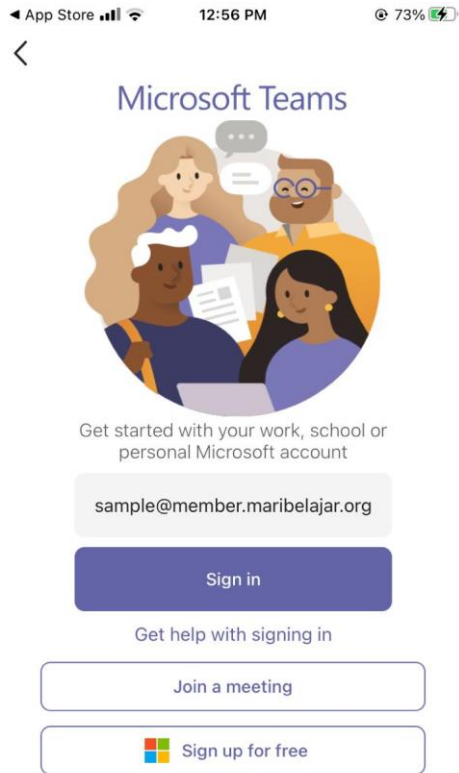 App Store 12:56 PM 73%
Microsoft Teams
Get started with your work, school or
personal Microsoft account
sample@member.maribelajar.org
Sign in
Get help with signing in
Join a meeting
Sign up for free